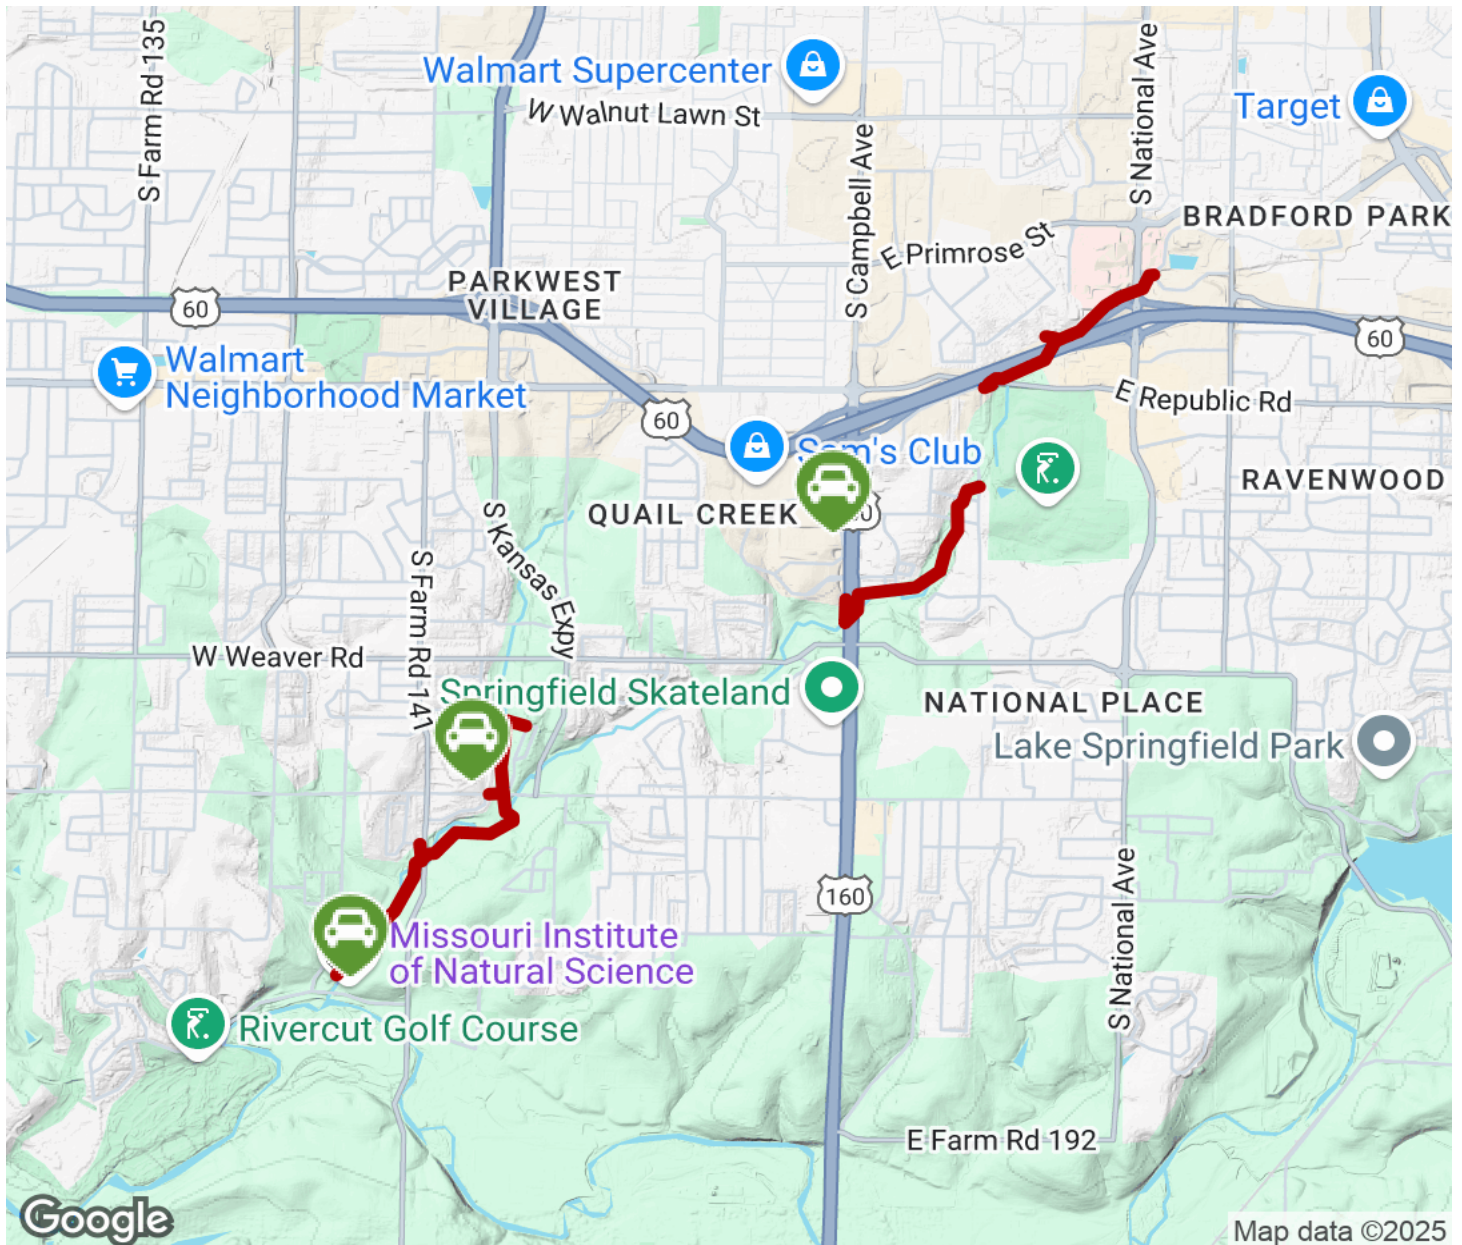 S Farm Rd 135
Walmart Supercenter
W Walnut Lawn St
S Campbell Ave
S National Ave
Target
BRADFORD PARK
E Primrose St
PARKWEST
VILLAGE
60
60
Walmart
Neighborhood Market
60
E Republic Rd
Sam's Club
RAVENWOOD
QUAIL CREEK
S Kansas Expy
S Farm Rd 141
W Weaver Rd
Springfield Skateland
NATIONAL PLACE
Lake Springfield Park
160
S National Ave
Missouri Institute
of Natural Science
Rivercut Golf Course
E Farm Rd 192
Google
Map data ©2025